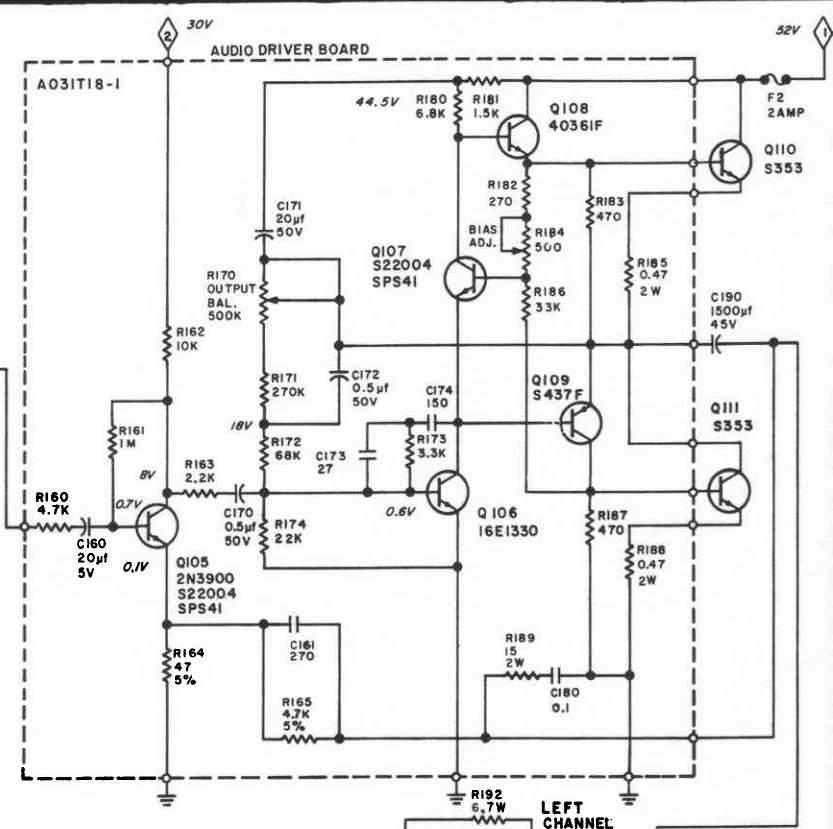 2
30V
52V
1
AUDIO DRIVER BOARD
A031T18-1
44.5V
R180
6.8K
R181
1.5K
Q108
40361F
F2
2AMP
Q110
S353
R182
270
R183
470
C171
20µf
50V
BIAS
ADJ.
R184
500
Q107
S22004
SPS41
R185
0.47
2W
R170
OUTPUT
BAL.
500K
R186
33K
C190
1500µf
45V
R162
10K
R171
270K
C172
0.5µf
50V
C174
150
Q109
S437F
Q111
S353
R161
1M
18V
R172
68K
C173
27
R173
3.3K
8V
R163
2.2K
R160
4.7K
0.7V
C170
0.5µf
50V
0.6V
Q106
16E1330
R174
22K
R187
470
C160
20µf
5V
0.1V
Q105
2N3900
S22004
SPS41
R188
0.47
2W
R164
47
5%
C161
270
R189
15
2W
C180
0.1
R165
4.7K
5%
R192
6.7W
LEFT
CHANNEL